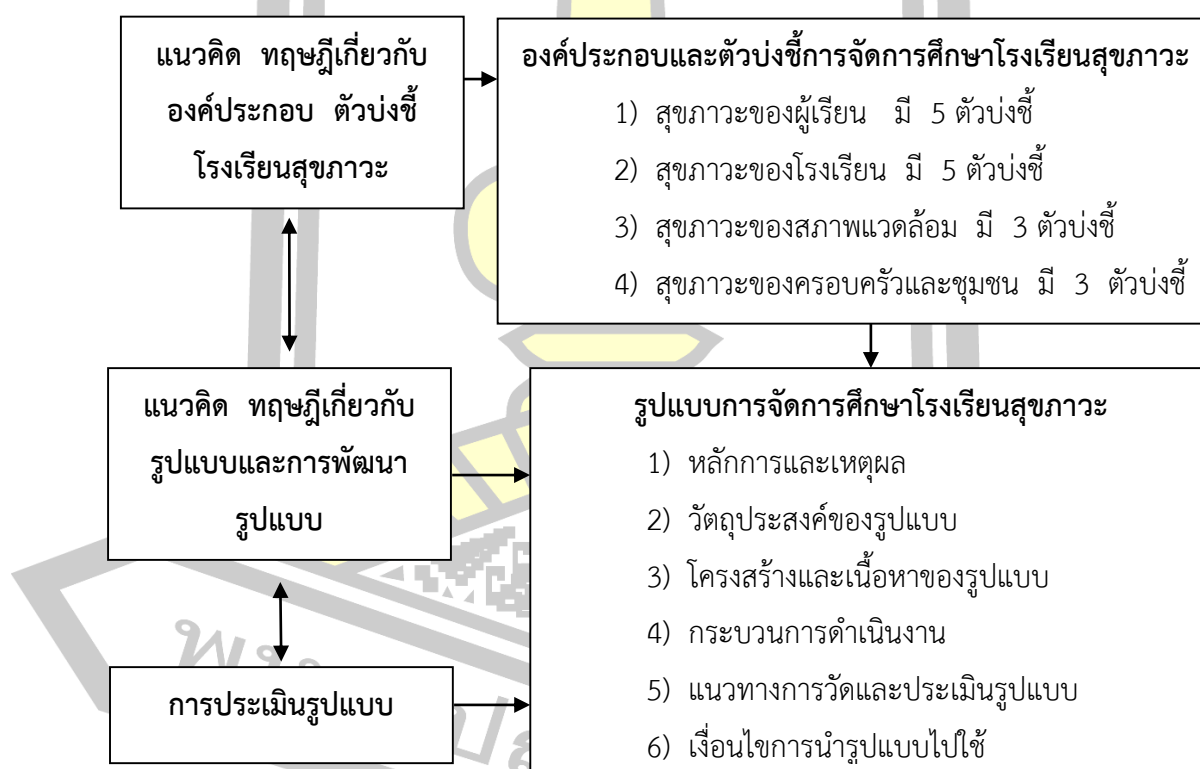 แนวคิด ทฤษฎีเกี่ยวกับ
องค์ประกอบ ตัวบ่งชี้
โรงเรียนสุขภาวะ
องค์ประกอบและตัวบ่งชี้การจัดการศึกษาโรงเรียนสุขภาวะ
1) สุขภาวะของผู้เรียน มี 5 ตัวบ่งชี้
2) สุขภาวะของโรงเรียน มี 5 ตัวบ่งชี้
3) สุขภาวะของสภาพแวดล้อม มี 3 ตัวบ่งชี้
4) สุขภาวะของครอบครัวและชุมชน มี 3 ตัวบ่งชี้
แนวคิด ทฤษฎีเกี่ยวกับ
รูปแบบและการพัฒนา
รูปแบบ
รูปแบบการจัดการศึกษาโรงเรียนสุขภาวะ
1) หลักการและเหตุผล
2) วัตถุประสงค์ของรูปแบบ
3) โครงสร้างและเนื้อหาของรูปแบบ
4) กระบวนการดำเนินงาน
5) แนวทางการวัดและประเมินรูปแบบ
6) เงื่อนไขการนำรูปแบบไปใช้
การประเมินรูปแบบ